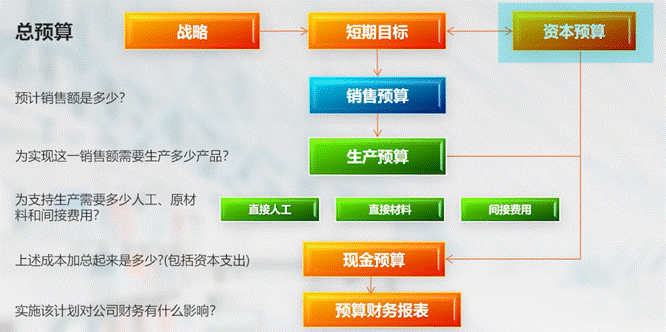 总预算
战略
短期目标
资本预算
预计销售额是多少?
销售预算
为实现这一销售额需要生产多少产品?
生产预算
为支持生产需要多少人工、原材
料和间接费用?
直接人工
直接材料
间接费用
上述成本加总起来是多少?(包括资本支出)
现金预算
实施该计划对公司财务有什么影响?
预算财务报表